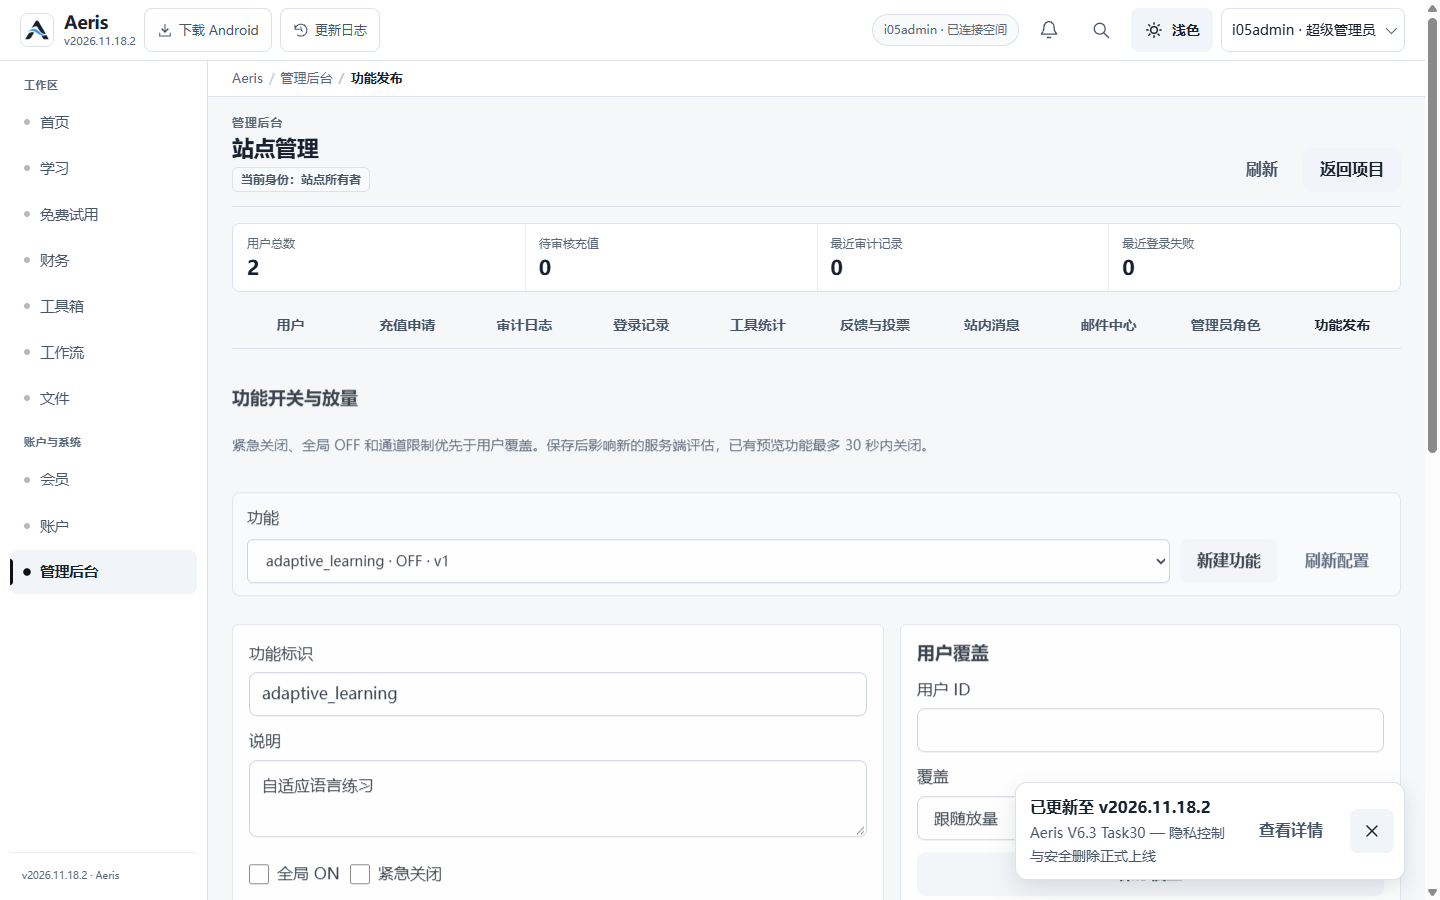 Aeris
v2026.11.18.2
下载 Android
更新日志
i05admin · 已连接空间
浅色
i05admin · 超级管理员
工作区
首页
学习
免费试用
财务
工具箱
工作流
文件
账户与系统
会员
账户
管理后台
v2026.11.18.2 · Aeris
Aeris / 管理后台 / 功能发布
管理后台
站点管理
当前身份：站点所有者
刷新
返回项目
用户总数
2
待审核充值
0
最近审计记录
0
最近登录失败
0
用户
充值申请
审计日志
登录记录
工具统计
反馈与投票
站内消息
邮件中心
管理员角色
功能发布
功能开关与放量
紧急关闭、全局 OFF 和通道限制优先于用户覆盖。保存后影响新的服务端评估，已有预览功能最多 30 秒内关闭。
功能
adaptive_learning · OFF · v1
新建功能
刷新配置
功能标识
adaptive_learning
说明
自适应语言练习
全局 ON
紧急关闭
用户覆盖
用户 ID
覆盖
跟随放量
已更新至 v2026.11.18.2
Aeris V6.3 Task30 — 隐私控制
与安全删除正式上线
查看详情